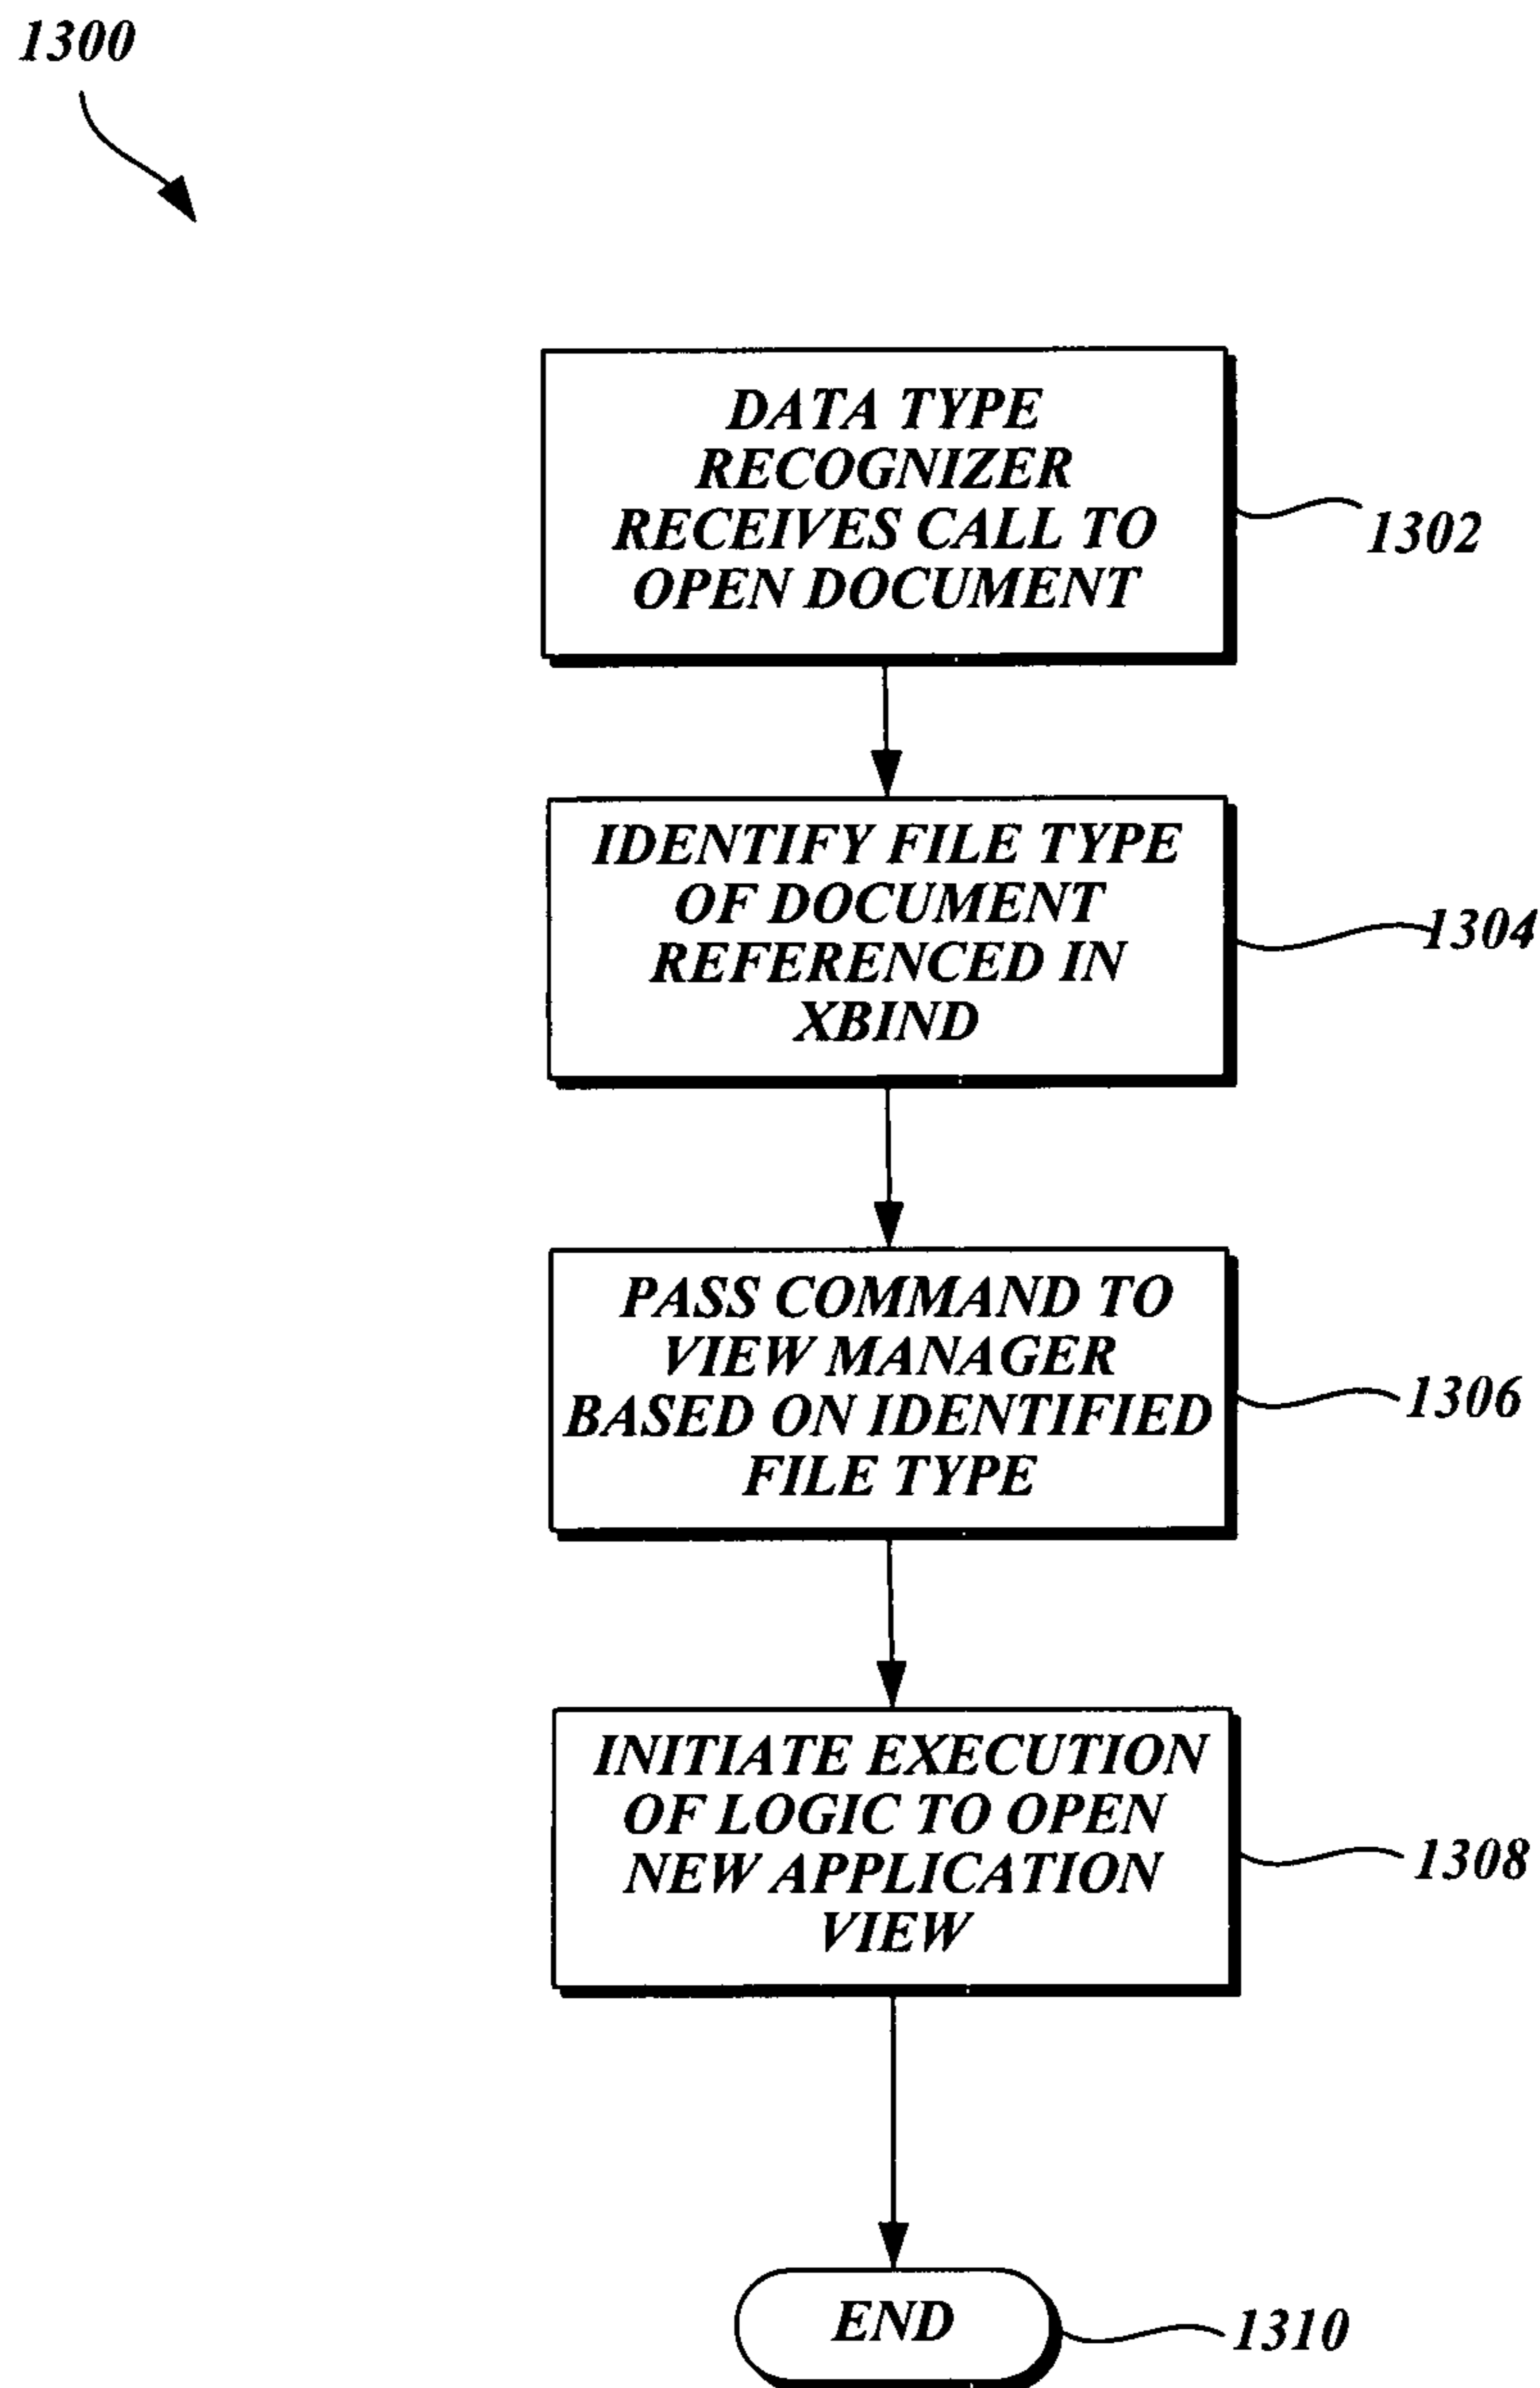 1300
DATA TYPE
RECOGNIZER
RECEIVES CALL TO
OPEN DOCUMENT
1302
IDENTIFY FILE TYPE
OF DOCUMENT
REFERENCED IN
XBIND
1304
PASS COMMAND TO
VIEW MANAGER
BASED ON IDENTIFIED
FILE TYPE
1306
INITIATE EXECUTION
OF LOGIC TO OPEN
NEW APPLICATION
VIEW
1308
END
1310